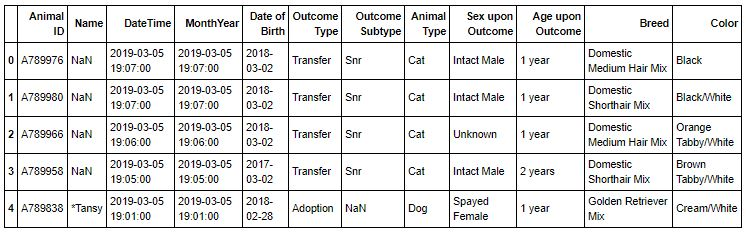 Animal ID Name DateTime MonthYear Date of Birth Outcome Type Outcome Subtype Animal Type Sex upon Outcome Age upon Outcome Breed Color
0 A789976 NaN 2019-03-05 19:07:00 2019-03-05 19:07:00 2018-03-02 Transfer Snr Cat Intact Male 1 year Domestic Medium Hair Mix Black
1 A789980 NaN 2019-03-05 19:07:00 2019-03-05 19:07:00 2018-03-02 Transfer Snr Cat Intact Male 1 year Domestic Shorthair Mix Black/White
2 A789966 NaN 2019-03-05 19:06:00 2019-03-05 19:06:00 2018-03-02 Transfer Snr Cat Unknown 1 year Domestic Medium Hair Mix Orange Tabby/White
3 A789958 NaN 2019-03-05 19:05:00 2019-03-05 19:05:00 2017-03-02 Transfer Snr Cat Intact Male 2 years Domestic Shorthair Mix Brown Tabby/White
4 A789838 *Tansy 2019-03-05 19:01:00 2019-03-05 19:01:00 2018-02-28 Adoption NaN Dog Spayed Female 1 year Golden Retriever Mix Cream/White